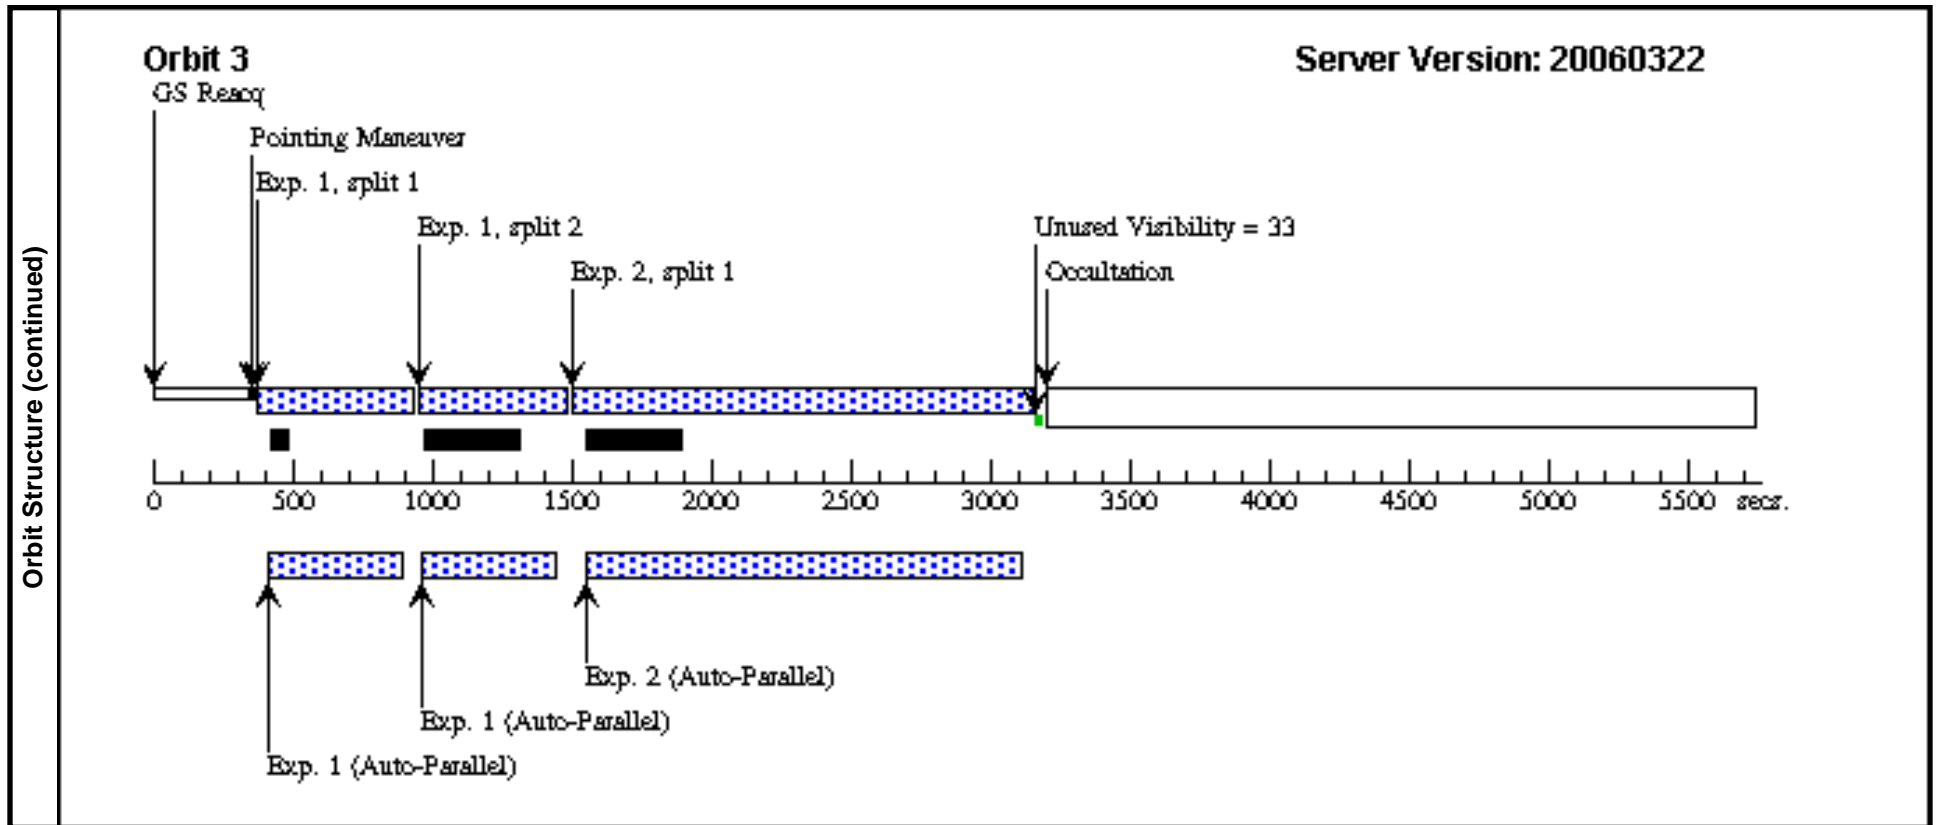 Orbit Structure (continued)
Orbit 3
Server Version: 20060322
GS Reacq
Pointing Maneuver
Exp. 1, split 1
Exp. 1, split 2
Unused Visibility = 33
Exp. 2, split 1
Occultation
0 500 1000 1500 2000 2500 3000 3500 4000 4500 5000 5500 secs.
Exp. 2 (Auto-Parallel)
Exp. 1 (Auto-Parallel)
Exp. 1 (Auto-Parallel)